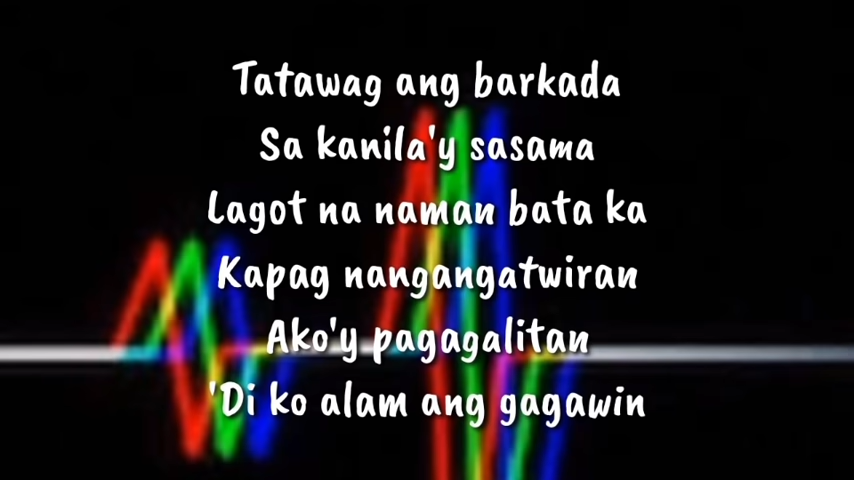 Tatawag ang barkada
Sa kanila'y sasama
Lagot na naman bata ka
Kapag nangangatwiran
Ako'y pagagalitan
'Di ko alam ang gagawin